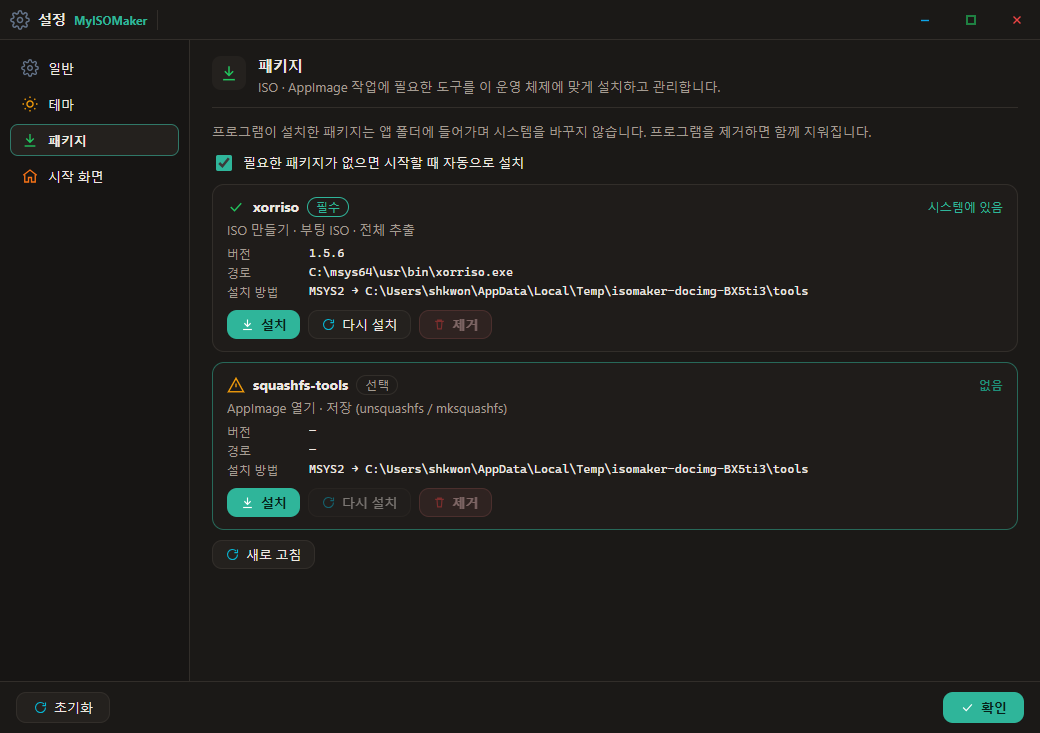 설정 MyISOMaker
일반
테마
패키지
시작 화면
패키지
ISO · AppImage 작업에 필요한 도구를 이 운영 체제에 맞게 설치하고 관리합니다.
프로그램이 설치한 패키지는 앱 폴더에 들어가며 시스템을 바꾸지 않습니다. 프로그램을 제거하면 함께 지워집니다.
필요한 패키지가 없으면 시작할 때 자동으로 설치
xorriso 필수 시스템에 있음
ISO 만들기 · 부팅 ISO · 전체 추출
버전 1.5.6
경로 C:\msys64\usr\bin\xorriso.exe
설치 방법 MSYS2 → C:\Users\shkwon\AppData\Local\Temp\isomaker-docimg-BX5ti3\tools
설치 다시 설치 제거
squashfs-tools 선택 없음
AppImage 열기 · 저장 (unsquashfs / mksquashfs)
버전 —
경로 —
설치 방법 MSYS2 → C:\Users\shkwon\AppData\Local\Temp\isomaker-docimg-BX5ti3\tools
설치 다시 설치 제거
새로 고침
초기화 확인